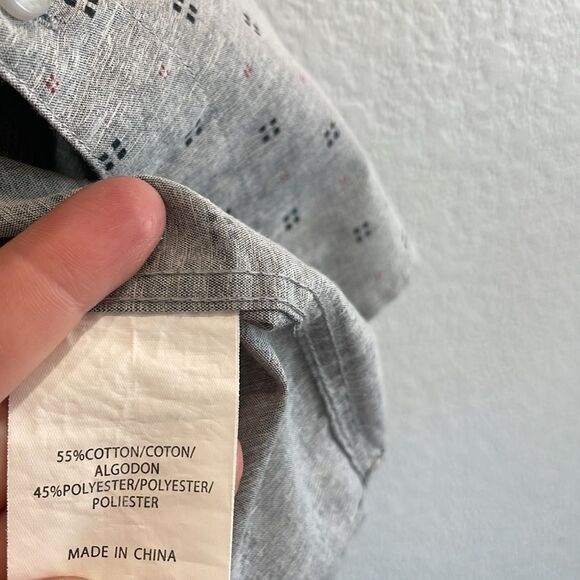 55%COTTON/COTON/
ALGODON
45%POLYESTER/POLYESTER/
POLIESTER
MADE IN CHINA